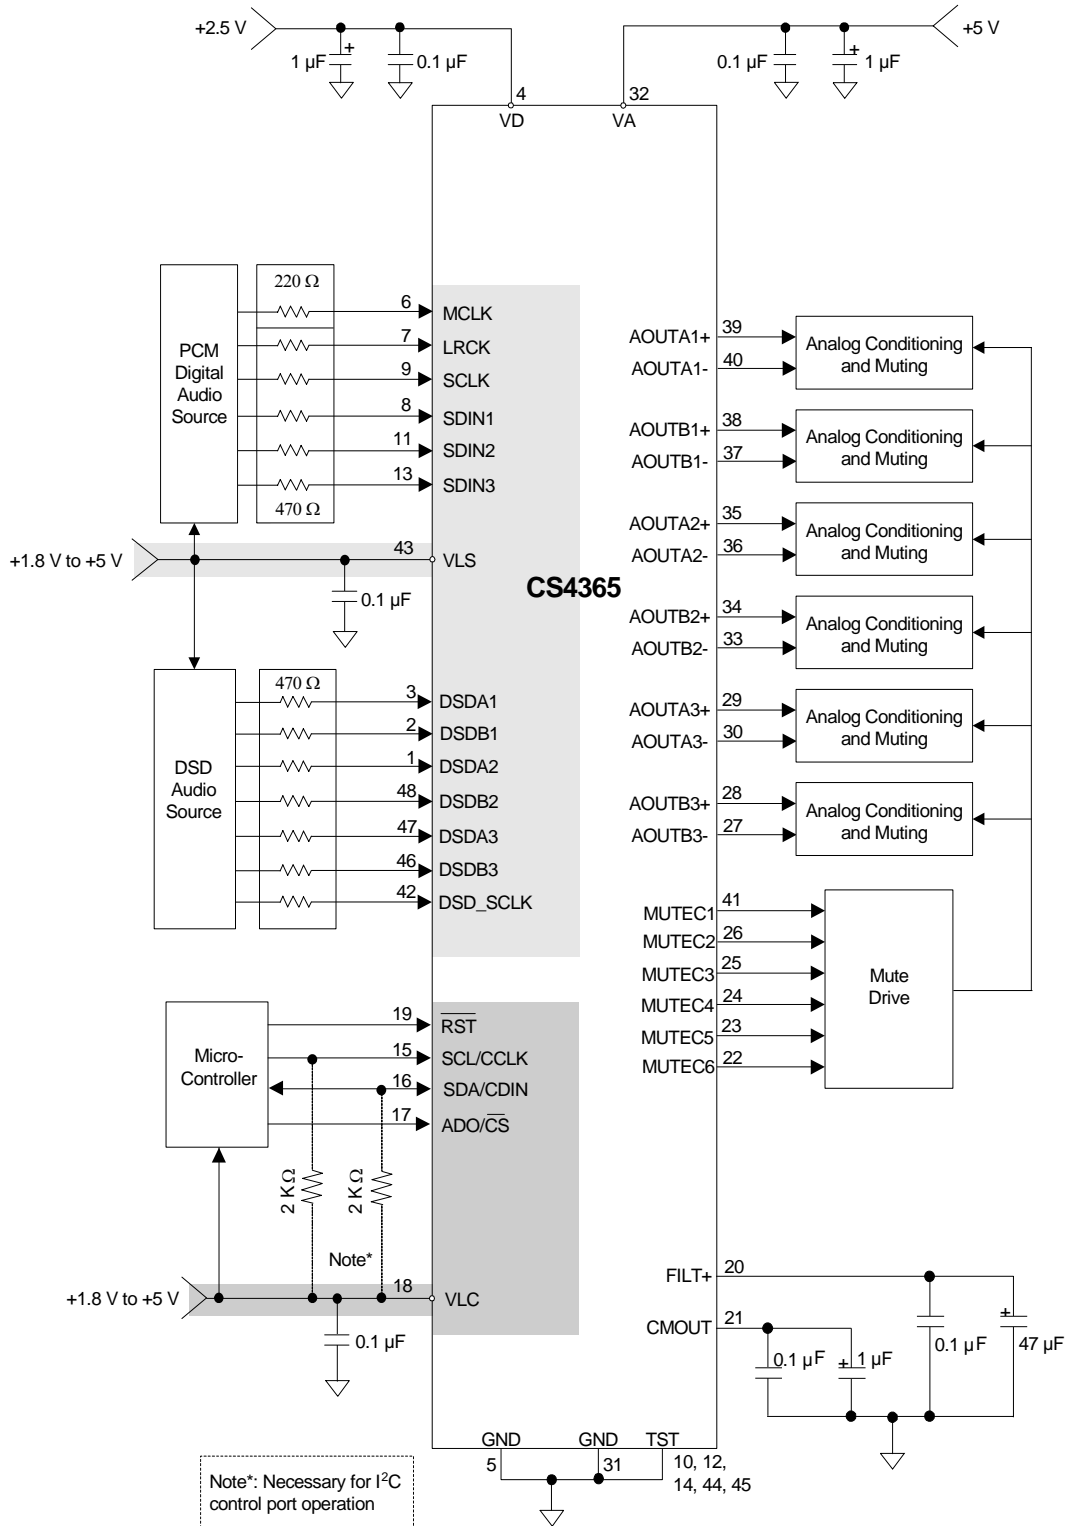 +2.5 V
1 µF
+
0.1 µF
0.1 µF
+
1 µF
+5 V
4
32
VD
VA
PCM
Digital
Audio
Source
220 Ω
470 Ω
6
MCLK
7
LRCK
9
SCLK
8
SDIN1
11
SDIN2
13
SDIN3
+1.8 V to +5 V
43
VLS
0.1 µF
CS4365
DSD
Audio
Source
470 Ω
3
DSDA1
2
DSDB1
1
DSDA2
48
DSDB2
47
DSDA3
46
DSDB3
42
DSD_SCLK
Micro-
Controller
19
RST
15
SCL/CCLK
16
SDA/CDIN
17
ADO/CS
2 KΩ
2 KΩ
Note*
+1.8 V to +5 V
18
VLC
0.1 µF
AOUTA1+
39
AOUTA1-
40
Analog Conditioning
and Muting
AOUTB1+
38
AOUTB1-
37
Analog Conditioning
and Muting
AOUTA2+
35
AOUTA2-
36
Analog Conditioning
and Muting
AOUTB2+
34
AOUTB2-
33
Analog Conditioning
and Muting
AOUTA3+
29
AOUTA3-
30
Analog Conditioning
and Muting
AOUTB3+
28
AOUTB3-
27
Analog Conditioning
and Muting
MUTEC1
41
MUTEC2
26
MUTEC3
25
MUTEC4
24
MUTEC5
23
MUTEC6
22
Mute
Drive
FILT+
20
CMOUT
21
0.1 µF
+
1 µF
0.1 µF
+
47 µF
GND
GND
TST
5
31
10, 12,
14, 44, 45
Note*: Necessary for I²C
control port operation